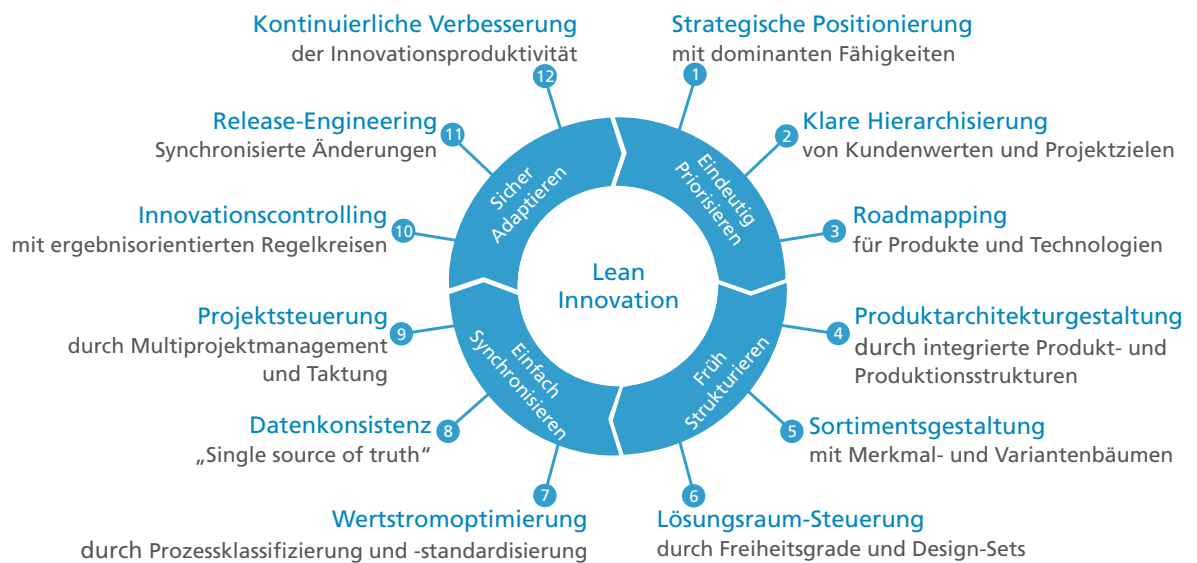 Kontinuierliche Verbesserung
der Innovationsproduktivität
12
Strategische Positionierung
mit dominanten Fähigkeiten
1
Release-Engineering
Synchronisierte Änderungen
11
Klare Hierarchisierung
von Kundenwerten und Projektzielen
2
Innovationscontrolling
mit ergebnisorientierten Regelkreisen
10
Roadmapping
für Produkte und Technologien
3
Sicher
Adaptieren
Eindeutig
Priorisieren
Lean
Innovation
Einfach
Synchronisieren
Früh
Strukturieren
Projektsteuerung
durch Multiprojektmanagement
und Taktung
9
Produktarchitekturgestaltung
durch integrierte Produkt- und
Produktionsstrukturen
4
Datenkonsistenz
„Single source of truth“
8
Sortimentsgestaltung
mit Merkmal- und Variantenbäumen
5
Wertstromoptimierung
durch Prozessklassifizierung und -standardisierung
7
Lösungsraum-Steuerung
durch Freiheitsgrade und Design-Sets
6